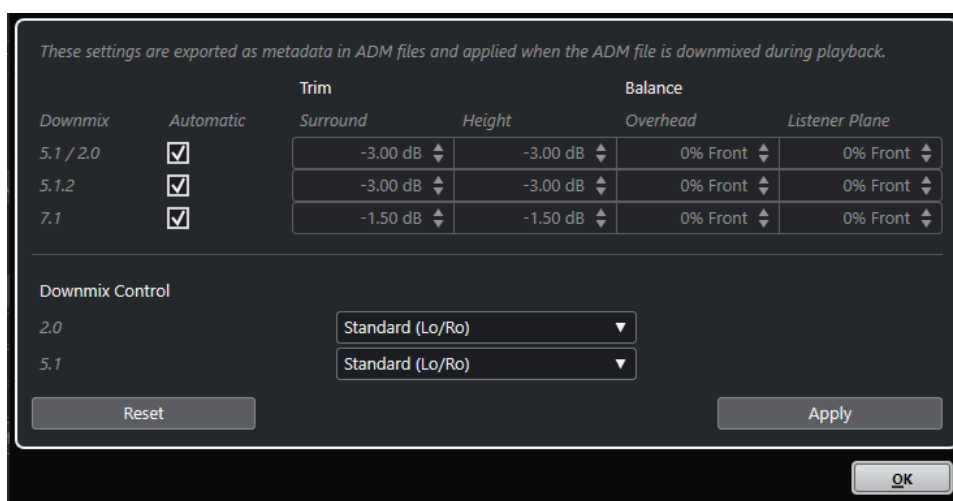 These settings are exported as metadata in ADM files and applied when the ADM file is downmixed during playback.
Trim Balance
Downmix Automatic Surround Height Overhead Listener Plane
5.1 / 2.0 -3.00 dB -3.00 dB 0% Front 0% Front
5.1.2 -3.00 dB -3.00 dB 0% Front 0% Front
7.1 -1.50 dB -1.50 dB 0% Front 0% Front
Downmix Control
2.0 Standard (Lo/Ro)
5.1 Standard (Lo/Ro)
Reset Apply
OK